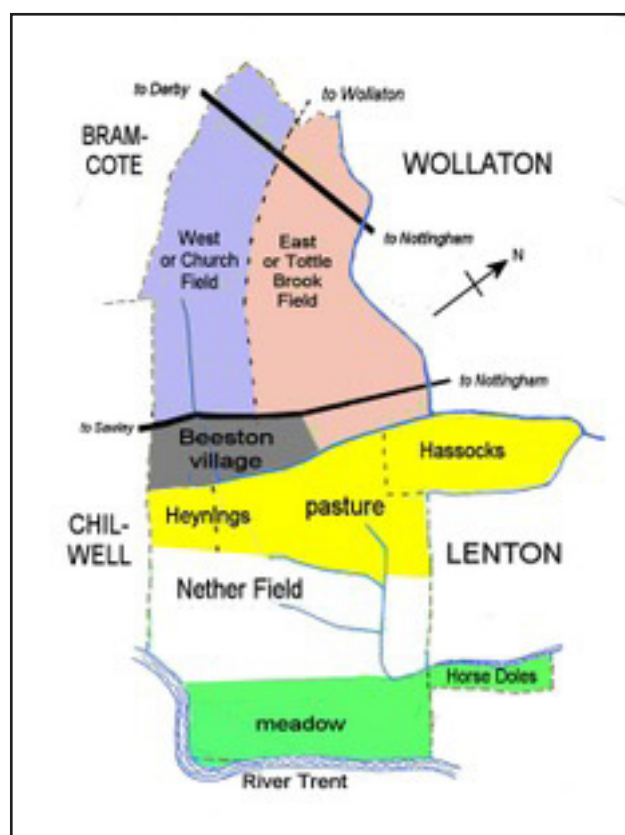 to Derby
to Wollaton
BRAM-
COTE
WOLLATON
West
or Church
Field
East
or Tottle
Brook
Field
to Nottingham
N
to Nottingham
to Sawley
Beeston
village
Hassocks
Heynings
pasture
CHIL-
WELL
LENTON
Nether Field
Horse Doles
meadow
River Trent